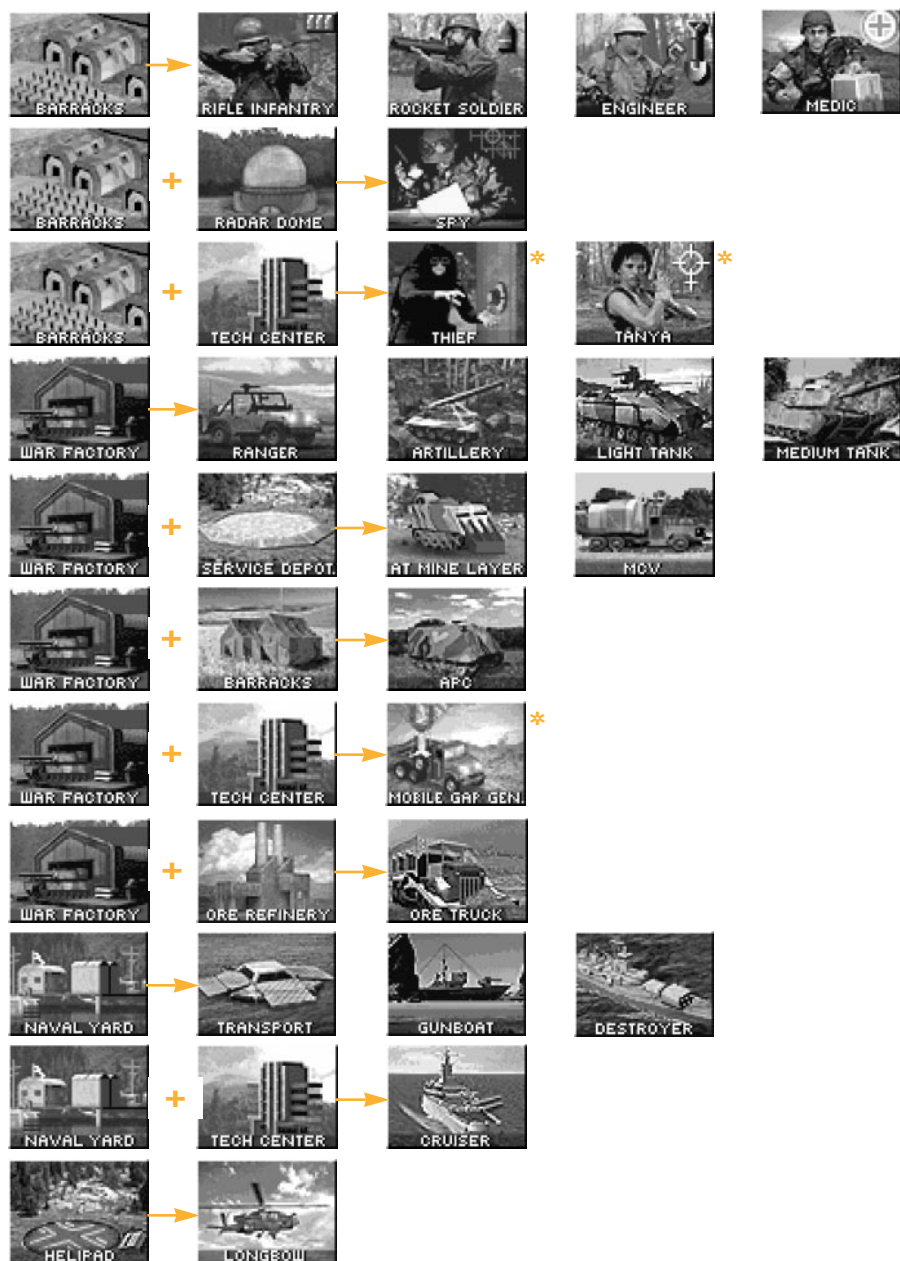 BARRACKS
RIFLE INFANTRY
ROCKET SOLDIER
ENGINEER
MEDIC
BARRACKS
+
RADAR DOME
SPY
BARRACKS
+
TECH CENTER
THIEF
*
TANYA
*
WAR FACTORY
RANGER
ARTILLERY
LIGHT TANK
MEDIUM TANK
WAR FACTORY
+
SERVICE DEPOT.
AT MINE LAYER
MCV
WAR FACTORY
+
BARRACKS
APC
WAR FACTORY
+
TECH CENTER
MOBILE GAP GEN.
*
WAR FACTORY
+
ORE REFINERY
ORE TRUCK
NAVAL YARD
TRANSPORT
GUNBOAT
DESTROYER
NAVAL YARD
+
TECH CENTER
CRUISER
HELIPAD
LONGBOW